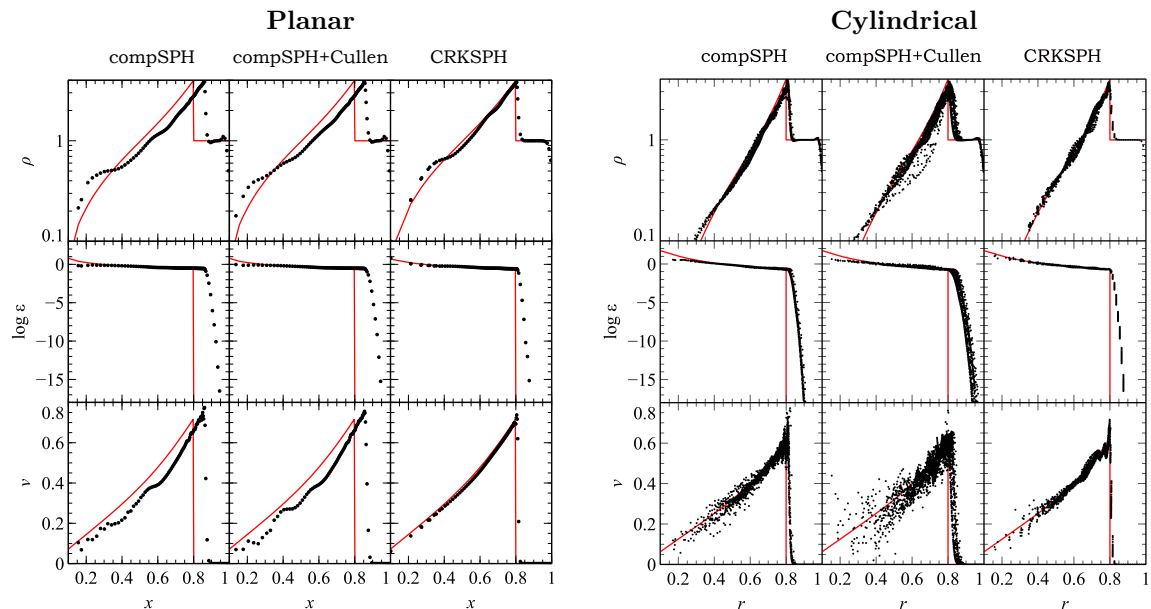 Planar Cylindrical
compSPH compSPH+Cullen CRKSPH compSPH compSPH+Cullen CRKSPH
1 1
ρ ρ
0.1 0.1
0 0
−5 −5
log ε log ε
−10 −10
−15 −15
0.8 0.8
0.6 0.6
v 0.4 v 0.4
0.2 0.2
0 0
0.2 0.4 0.6 0.8 1 0.2 0.4 0.6 0.8 1 0.2 0.4 0.6 0.8 1 0.2 0.4 0.6 0.8 1 0.2 0.4 0.6 0.8 1 0.2 0.4 0.6 0.8 1
x x x r r r